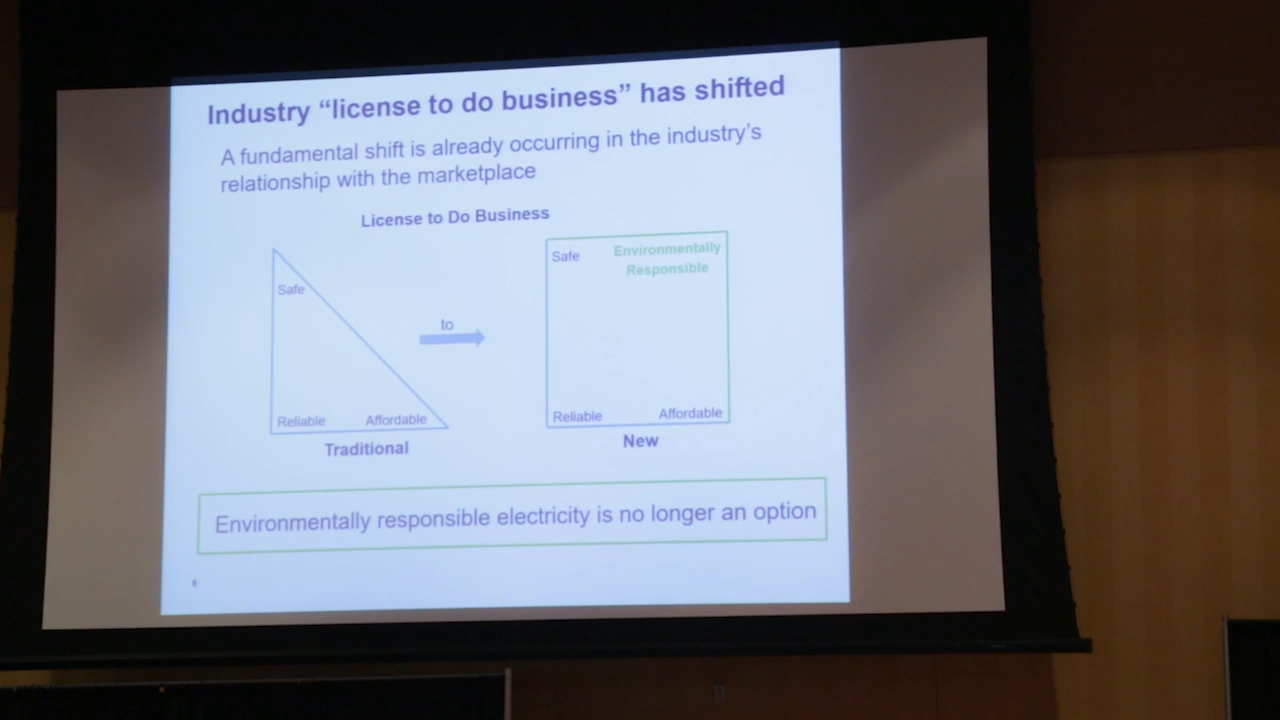 Industry “license to do business” has shifted
A fundamental shift is already occurring in the industry’s
relationship with the marketplace
License to Do Business
Safe
Reliable
Affordable
Traditional
to
Safe
Environmentally
Responsible
Reliable
Affordable
New
Environmentally responsible electricity is no longer an option